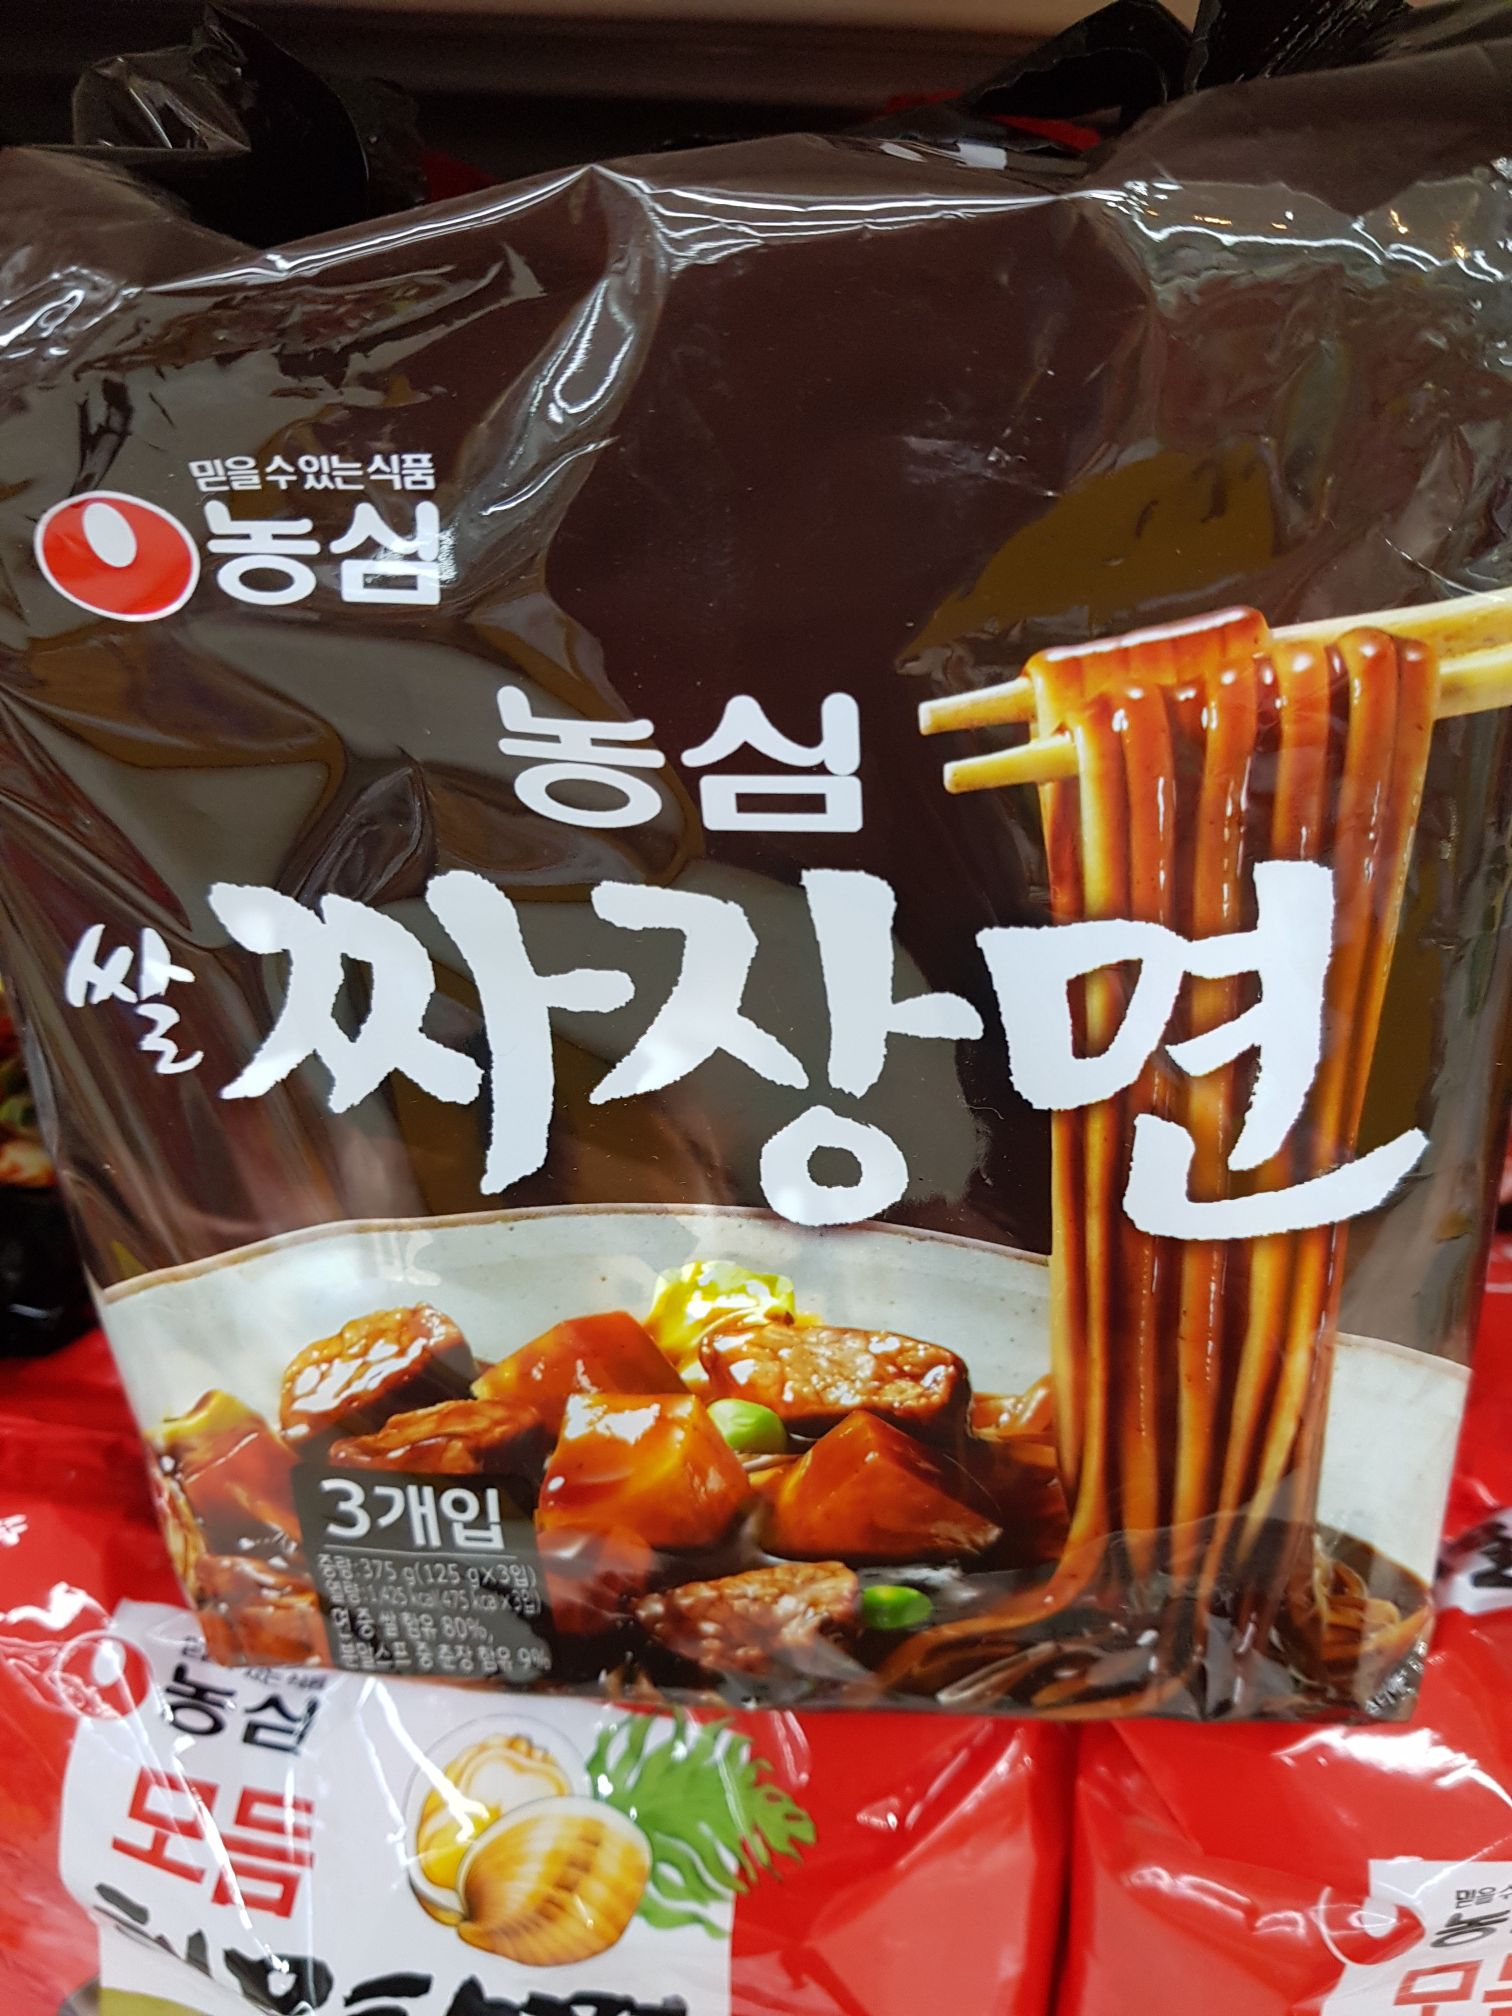 믿을 수 있는 식품
농심
농심
쌀 짜장면
3개입
중량:375 g(125 g×3입)
열량:1,425 kcal(475 kcal×3입)
면 중 쌀 함유 80%,
분말스프 중 춘장 함유 9%
농심
모듬